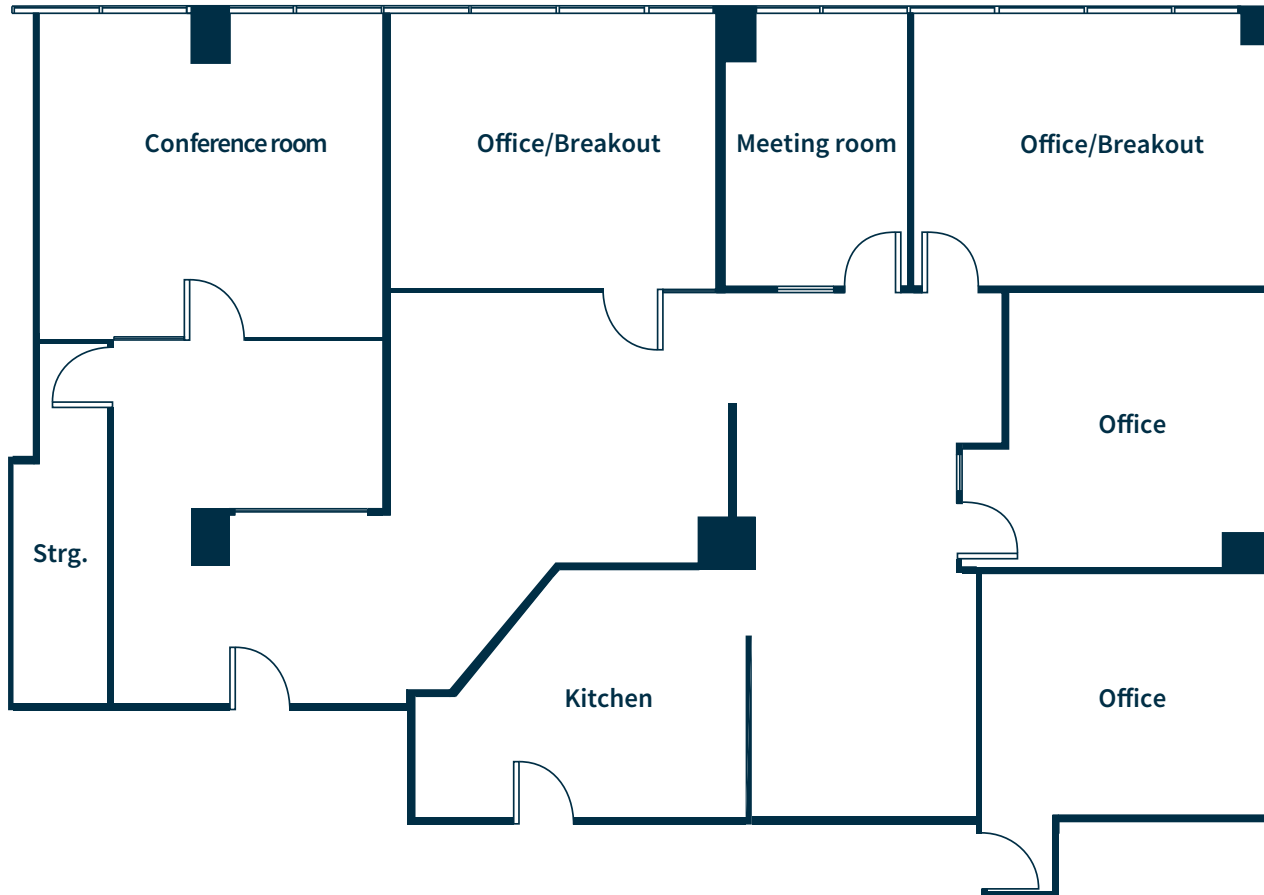 Conference room
Office/Breakout
Meeting room
Office/Breakout
Office
Strg.
Kitchen
Office